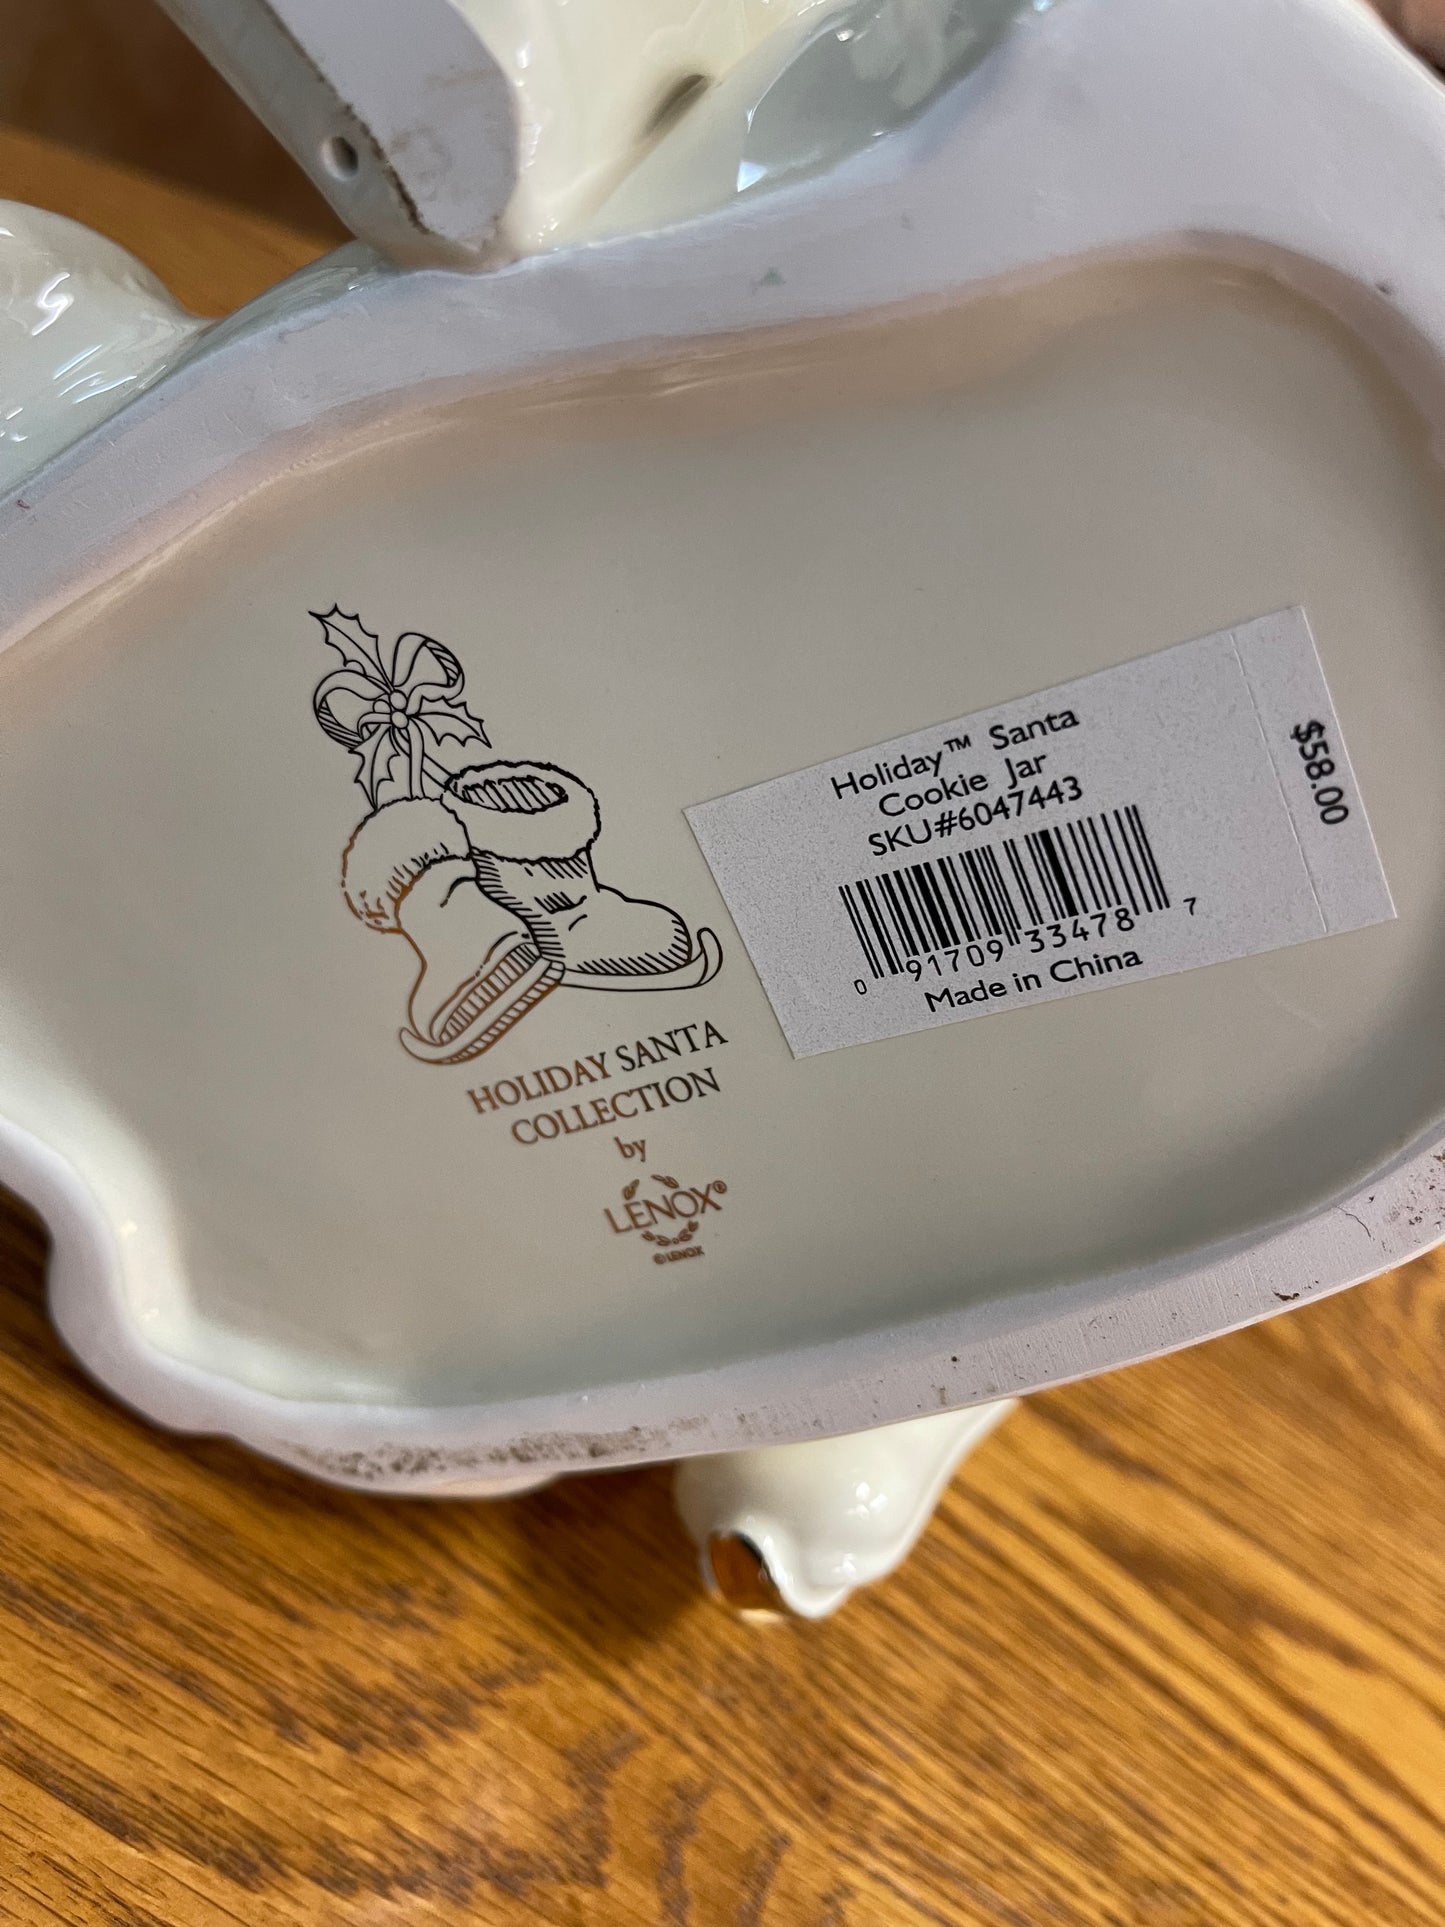 Holiday™ Santa
Cookie Jar
SKU#6047443
0 91709 33478 7
Made in China
$58.00
HOLIDAY SANTA
COLLECTION
by
LENOX®
©LENOX